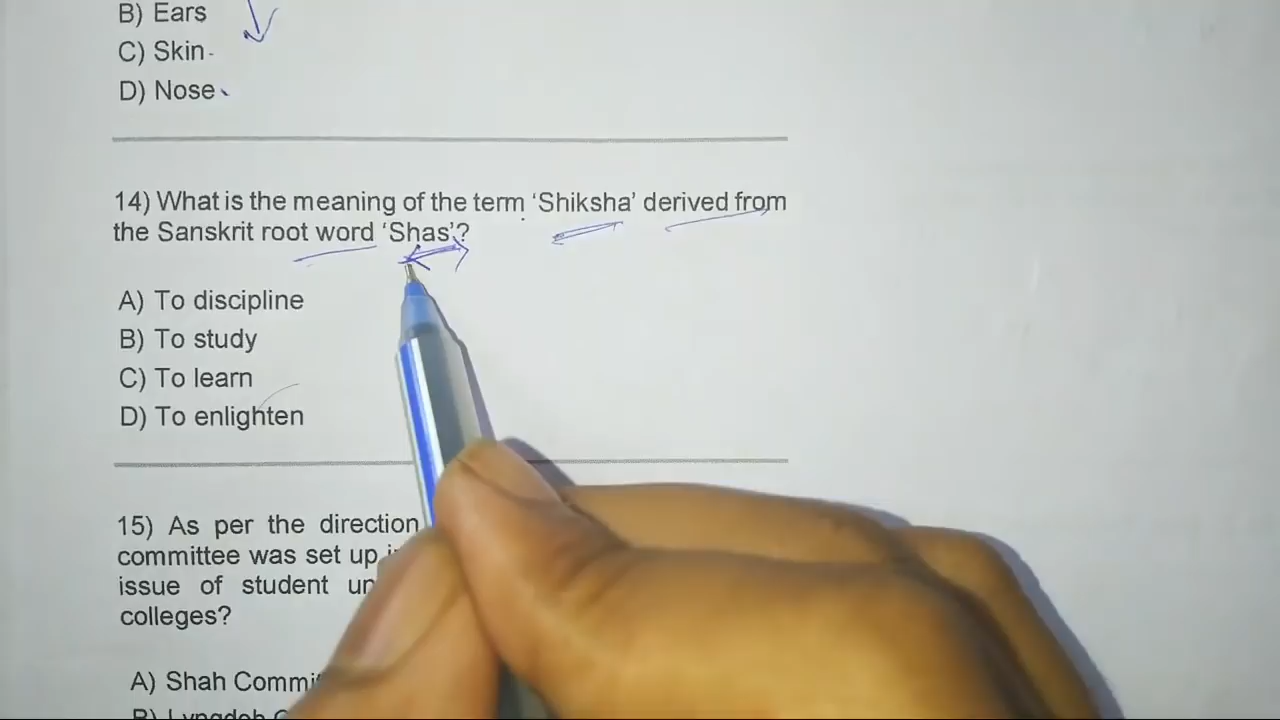 B) Ears
C) Skin
D) Nose
14) What is the meaning of the term ‘Shiksha’ derived from
the Sanskrit root word ‘Shas’?
A) To discipline
B) To study
C) To learn
D) To enlighten
15) As per the direction
committee was set up
issue of student
colleges?
A) Shah
B) Lyngdoh